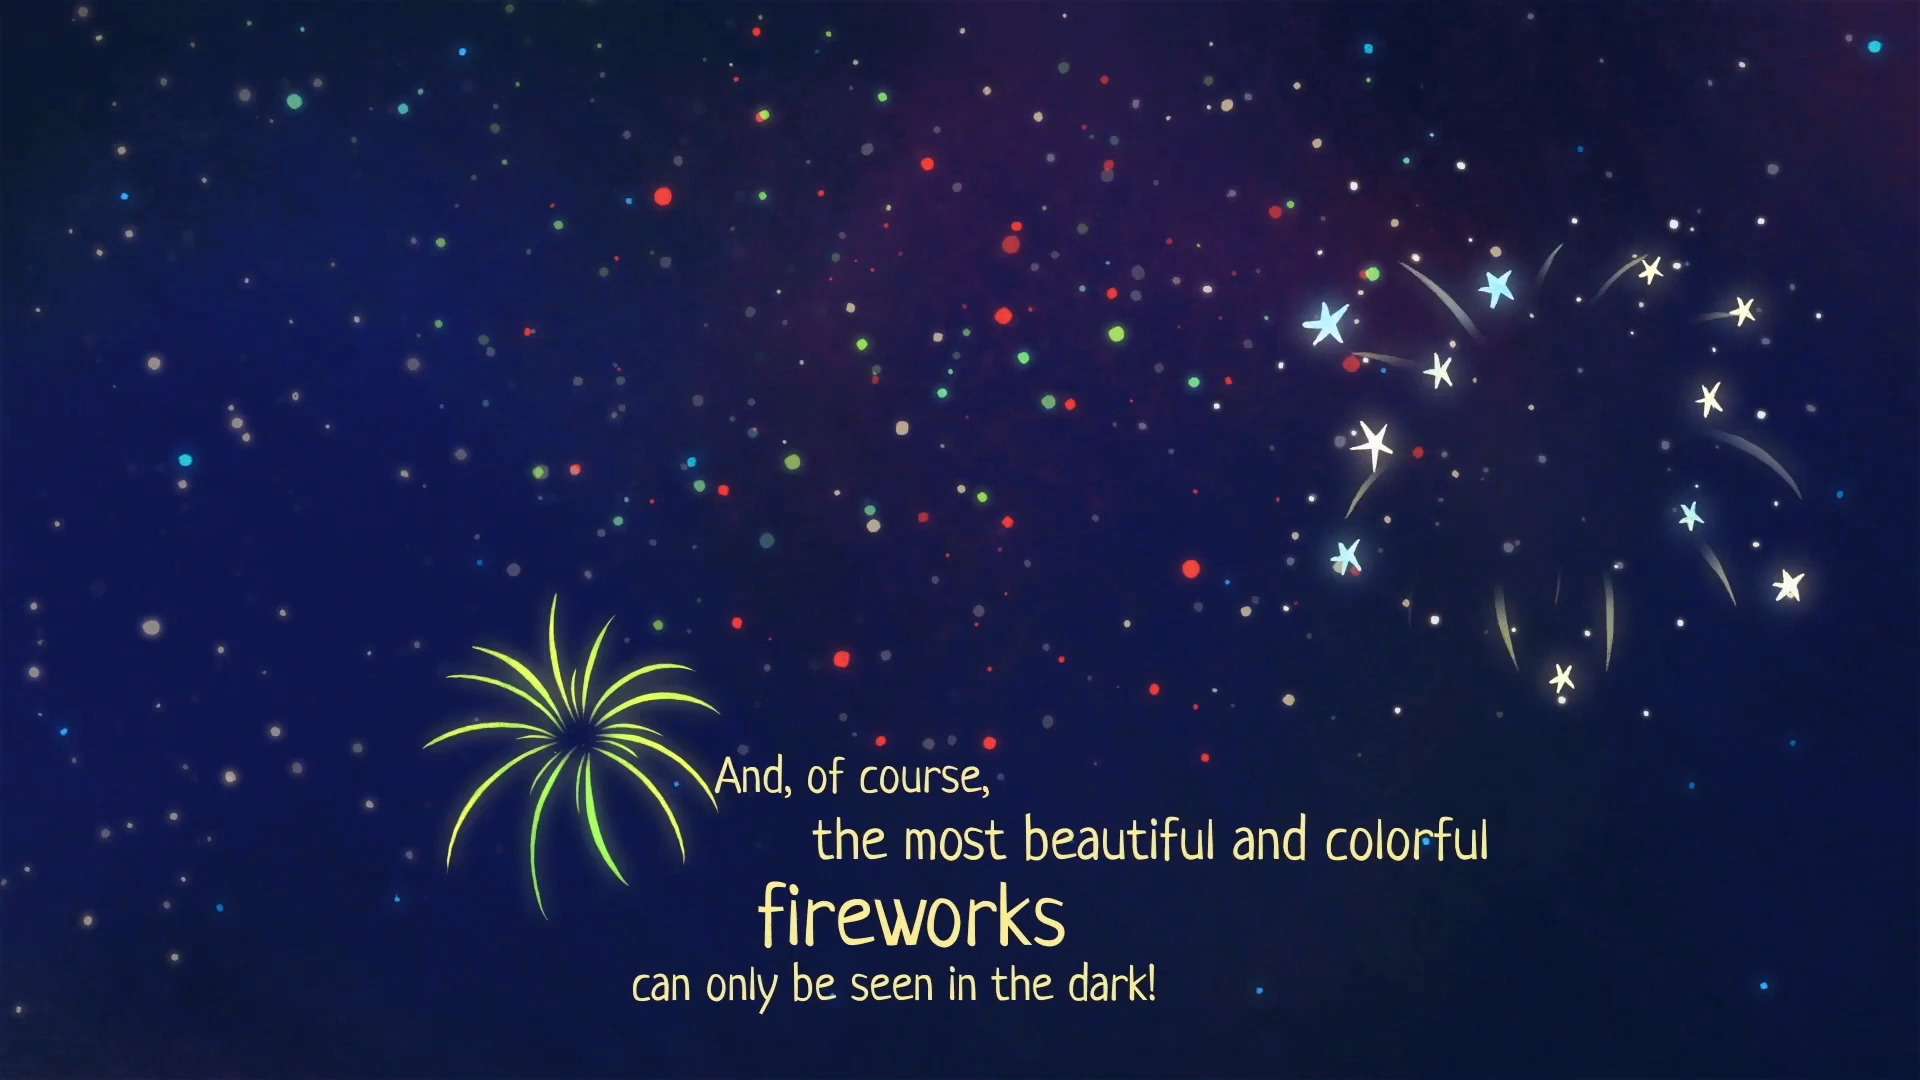 And, of course,
the most beautiful and colorful
fireworks
can only be seen in the dark!